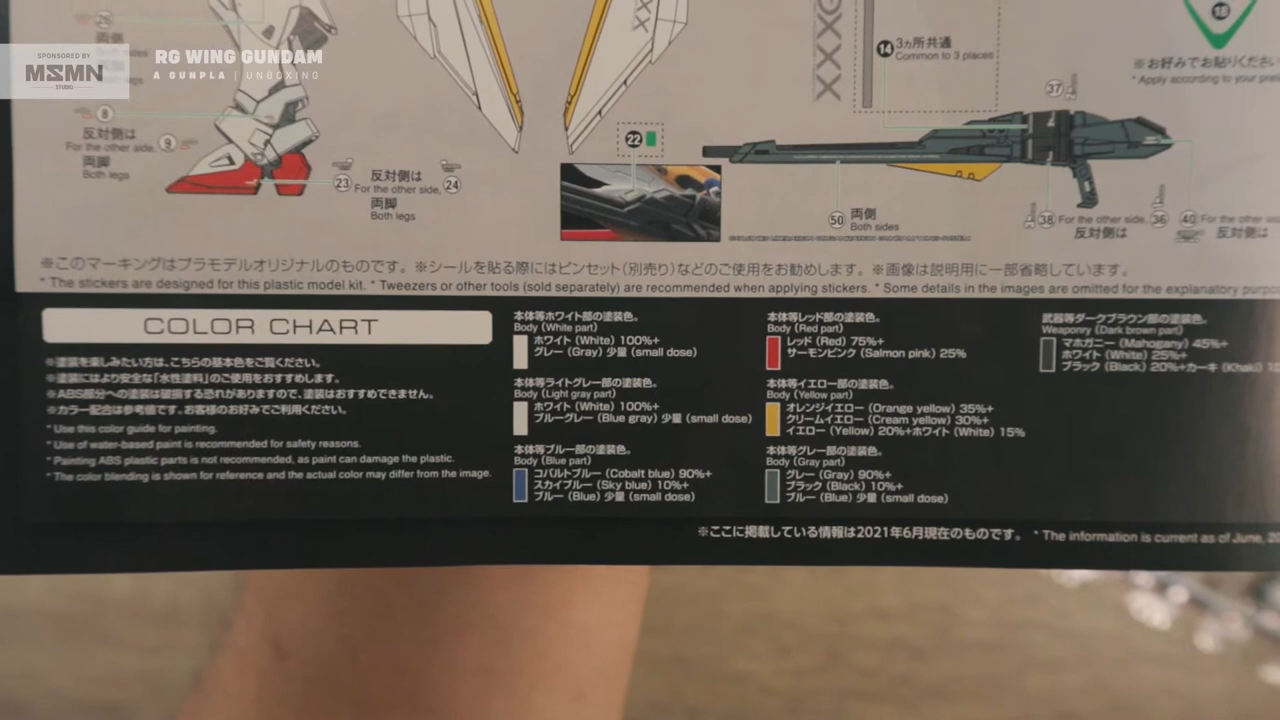 SPONSORED BY
MSMN
STUDIO
RG WING GUNDAM
A GUNPLA | UNBOXING
26
両側
8
反対側は
For the other side,
9
両脚
Both legs
23
反対側は
For the other side,
24
両脚
Both legs
22
14
3ヵ所共通
Common to 3 places
18
※お好みでお貼りください
* Apply according to your
37
50
両側
Both sides
38
For the other side,
反対側は
36
40
For the other
反対側は
※このマーキングはプラモデルオリジナルのものです。※シールを貼る際にはピンセット(別売り)などのご使用をお勧めします。※画像は説明用に一部省略しています。
* The stickers are designed for this plastic model kit. * Tweezers or other tools (sold separately) are recommended when applying stickers. * Some details in the images are omitted for the explanatory
COLOR CHART
※塗装を楽しみたい方は、こちらの基本色をご覧ください。
※塗装にはより安全な「水性塗料」のご使用をおすすめします。
※ABS部分への塗装は破損する恐れがありますので、塗装はおすすめできません。
※カラー配合は参考値です。お客様のお好みでご利用ください。
* Use this color guide for painting.
* Use of water-based paint is recommended for safety reasons.
* Painting ABS plastic parts is not recommended, as paint can damage the plastic.
* The color blending is shown for reference and the actual color may differ from the image.
本体等ホワイト部の塗装色。
Body (White part)
ホワイト (White) 100%+
グレー (Gray) 少量 (small dose)
本体等ライトグレー部の塗装色。
Body (Light gray part)
ホワイト (White) 100%+
ブルーグレー (Blue gray) 少量 (small dose)
本体等ブルー部の塗装色。
Body (Blue part)
コバルトブルー (Cobalt blue) 90%+
スカイブルー (Sky blue) 10%+
ブルー (Blue) 少量 (small dose)
本体等レッド部の塗装色。
Body (Red part)
レッド (Red) 75%+
サーモンピンク (Salmon pink) 25%
本体等イエロー部の塗装色。
Body (Yellow part)
オレンジイエロー (Orange yellow) 35%+
クリームイエロー (Cream yellow) 30%+
イエロー (Yellow) 20%+ホワイト (White) 15%
本体等グレー部の塗装色。
Body (Gray part)
グレー (Gray) 90%+
ブラック (Black) 10%+
ブルー (Blue) 少量 (small dose)
武器等ダークブラウン部の塗装色。
Weaponry (Dark brown part)
マホガニー (Mahogany) 45%+
ホワイト (White) 25%+
ブラック (Black) 20%+カーキ (Khaki)
※ここに掲載している情報は2021年6月現在のものです。 * The information is current as of June,